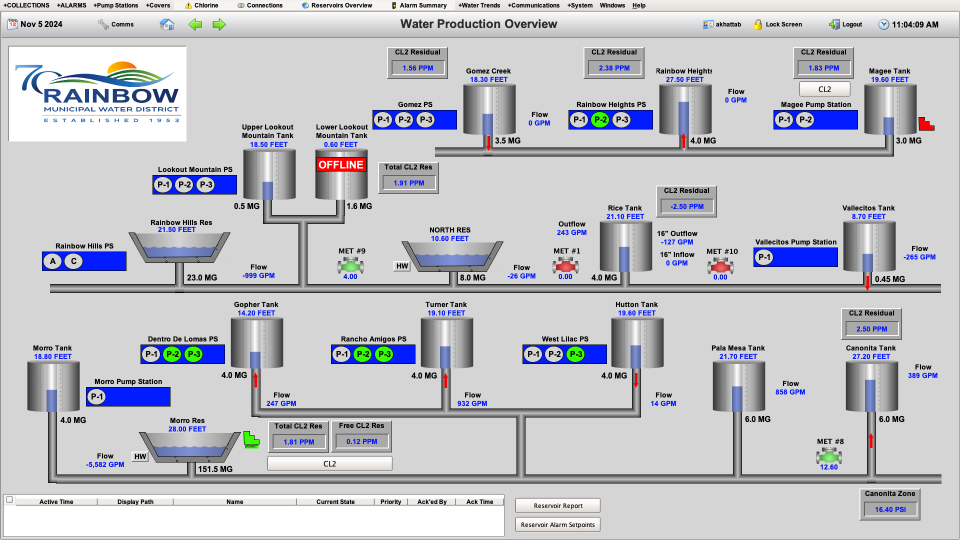 +COLLECTIONS +ALARMS +Pump Stations +Covers Chlorine Connections Reservoirs Overview Alarm Summary +Water Trends +Communications +System Windows Help
Nov 5 2024 Comms Water Production Overview akhattab Lock Screen Logout 11:04:09 AM
70
RAINBOW
MUNICIPAL WATER DISTRICT
ESTABLISHED 1953
CL2 Residual
1.56 PPM
Gomez Creek
18.30 FEET
Gomez PS
P-1 P-2 P-3
Flow
0 GPM
3.5 MG
CL2 Residual
2.38 PPM
Rainbow Heights
27.50 FEET
Rainbow Heights PS
P-1 P-2 P-3
Flow
0 GPM
4.0 MG
CL2 Residual
1.83 PPM
CL2
Magee Tank
19.60 FEET
Magee Pump Station
P-1 P-2
3.0 MG
Upper Lookout
Mountain Tank
18.50 FEET
Lower Lookout
Mountain Tank
0.60 FEET
OFFLINE
Lookout Mountain PS
P-1 P-2 P-3
0.5 MG
1.6 MG
Total CL2 Res
1.91 PPM
Rainbow Hills Res
21.50 FEET
Rainbow Hills PS
A C
23.0 MG
Flow
-999 GPM
MET #9
4.00
NORTH RES
10.60 FEET
HW
8.0 MG
Flow
-26 GPM
Outflow
243 GPM
MET #1
0.00
Rice Tank
21.10 FEET
4.0 MG
CL2 Residual
-2.50 PPM
16" Outflow
-127 GPM
16" Inflow
0 GPM
MET #10
0.00
Vallecitos Tank
8.70 FEET
Vallecitos Pump Station
P-1
Flow
-265 GPM
0.45 MG
Gopher Tank
14.20 FEET
Dentro De Lomas PS
P-1 P-2 P-3
4.0 MG
Flow
247 GPM
Turner Tank
19.10 FEET
Rancho Amigos PS
P-1 P-2 P-3
4.0 MG
Flow
932 GPM
Hutton Tank
19.60 FEET
West Lilac PS
P-1 P-2 P-3
4.0 MG
Flow
14 GPM
CL2 Residual
2.50 PPM
Morro Tank
18.80 FEET
Morro Pump Station
P-1
4.0 MG
Pala Mesa Tank
21.70 FEET
Flow
858 GPM
6.0 MG
Canonita Tank
27.20 FEET
Flow
389 GPM
6.0 MG
Morro Res
28.00 FEET
Flow
-5,582 GPM
HW
151.5 MG
Total CL2 Res
1.81 PPM
Free CL2 Res
0.12 PPM
CL2
MET #8
12.60
Canonita Zone
16.40 PSI
Active Time Display Path Name Current State Priority Ack'ed By Ack Time
Reservoir Report
Reservoir Alarm Setpoints